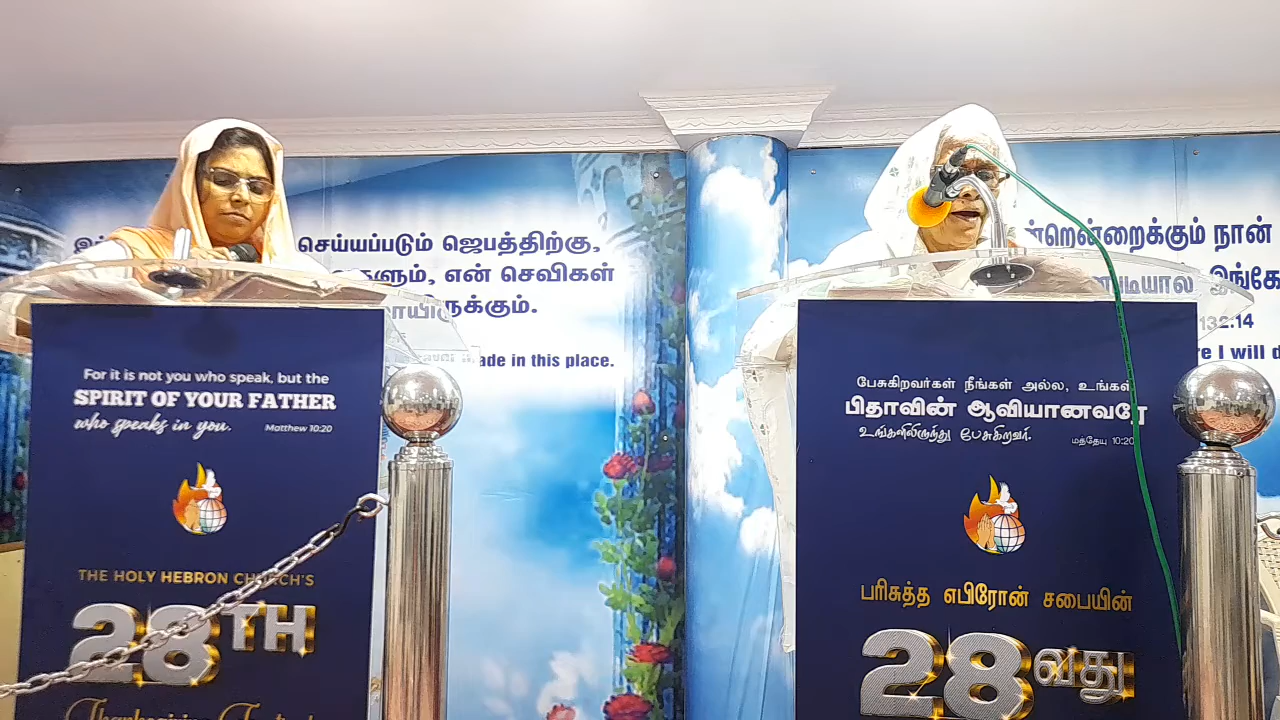 செய்யப்படும் ஜெபத்திற்கு,
என் செவிகள்
in this place.
ன்றென்றைக்கும் நான்
132:14
I will
For it is not you who speak, but the
SPIRIT OF YOUR FATHER
who speaks in you. Matthew 10:20
THE HOLY HEBRON CHURCH'S
28TH
Thanksgiving Festival
பேசுகிறவர்கள் நீங்கள் அல்ல, உங்கள்
பிதாவின் ஆவியானவரே
உங்களிலிருந்து பேசுகிறவர். மத்தேயு 10:20
பரிசுத்த எபிரோன் சபையின்
28வது